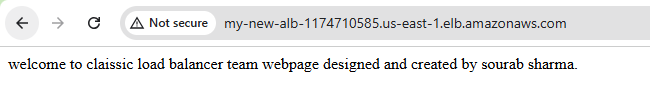 Not secure my-new-alb-1174710585.us-east-1.elb.amazonaws.com
welcome to claissic load balancer team webpage designed and created by sourab sharma.